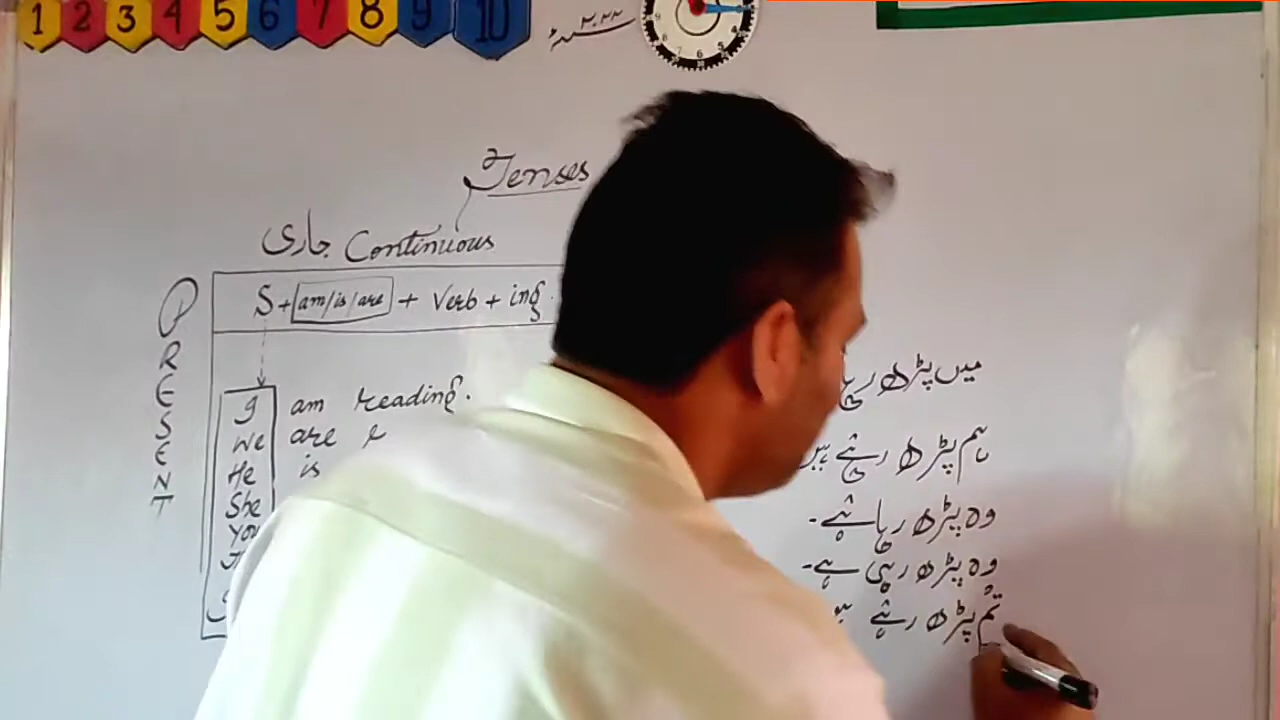 1 2 3 4 5 6 7 8 9 10
۲۰۲۲
Tenses
جاری Continuous
S + am/is/are + Verb + ing.
PRESENT
I am reading.
We are
He is
She
You
میں پڑھ
ہم پڑھ رہے ہیں
وہ پڑھ رہا ہے۔
وہ پڑھ رہی ہے۔
تم پڑھ رہے